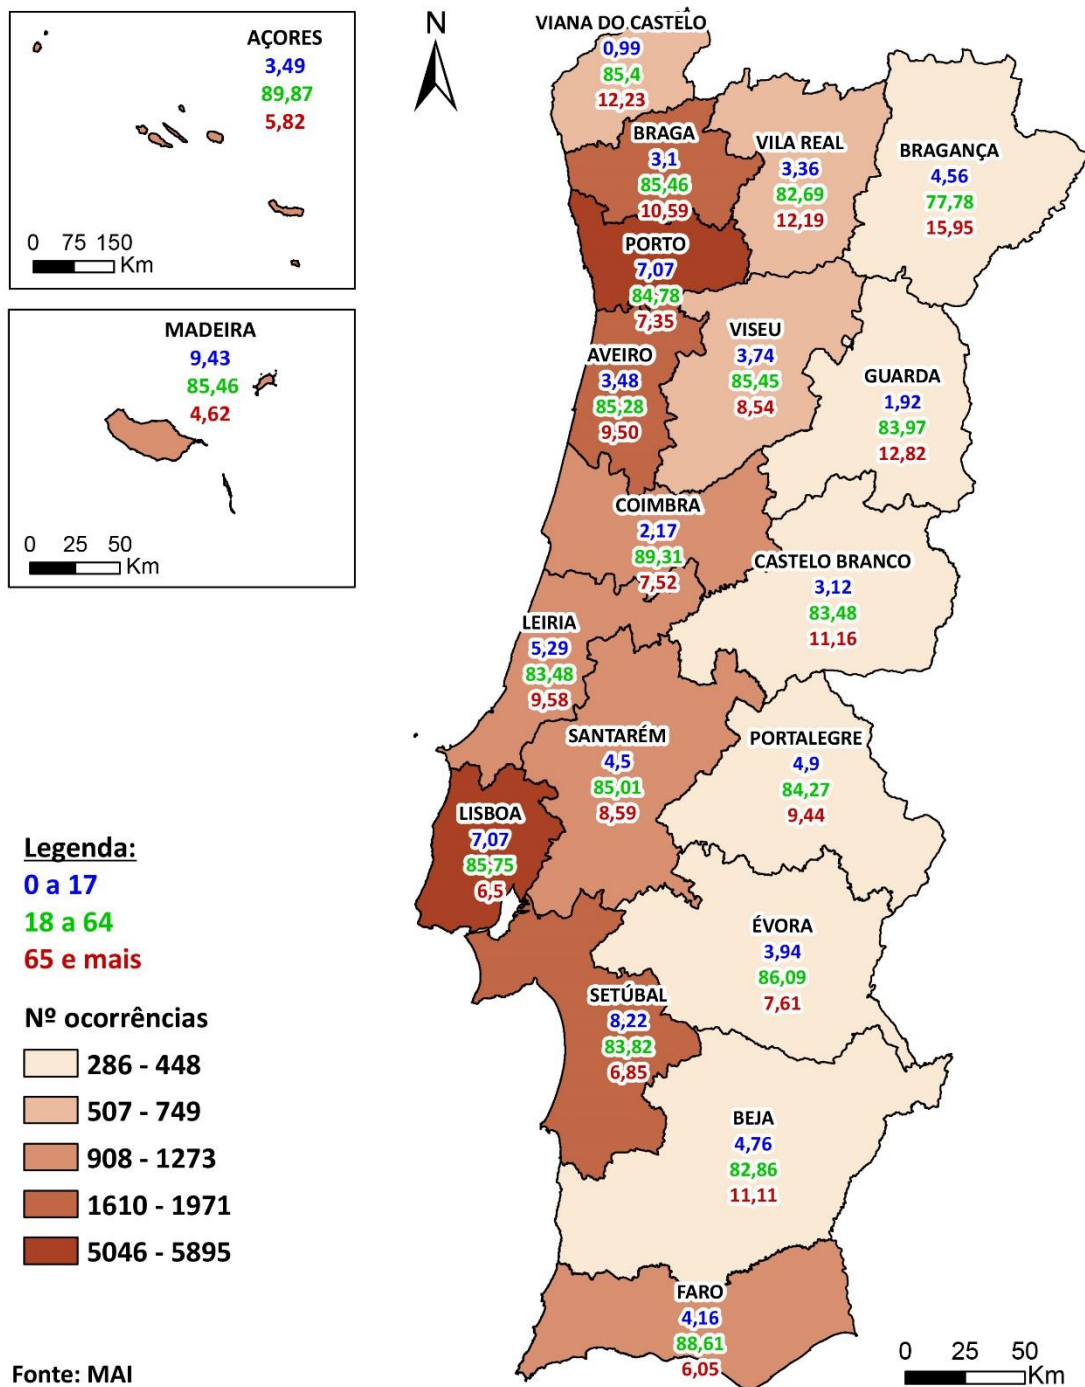 AÇORES
3,49
89,87
5,82
0 75 150
Km
MADEIRA
9,43
85,46
4,62
0 25 50
Km
N
VIANA DO CASTELO
0,99
85,4
12,23
BRAGA
3,1
85,46
10,59
VILA REAL
3,36
82,69
12,19
BRAGANÇA
4,56
77,78
15,95
PORTO
7,07
84,78
7,35
AVEIRO
3,48
85,28
9,50
VISEU
3,74
85,45
8,54
GUARDA
1,92
83,97
12,82
COIMBRA
2,17
89,31
7,52
CASTELO BRANCO
3,12
83,48
11,16
LEIRIA
5,29
83,48
9,58
SANTARÉM
4,5
85,01
8,59
PORTALEGRE
4,9
84,27
9,44
LISBOA
7,07
85,75
6,5
ÉVORA
3,94
86,09
7,61
SETÚBAL
8,22
83,82
6,85
BEJA
4,76
82,86
11,11
FARO
4,16
88,61
6,05
Legenda:
0 a 17
18 a 64
65 e mais
Nº ocorrências
286 - 448
507 - 749
908 - 1273
1610 - 1971
5046 - 5895
Fonte: MAI
0 25 50
Km